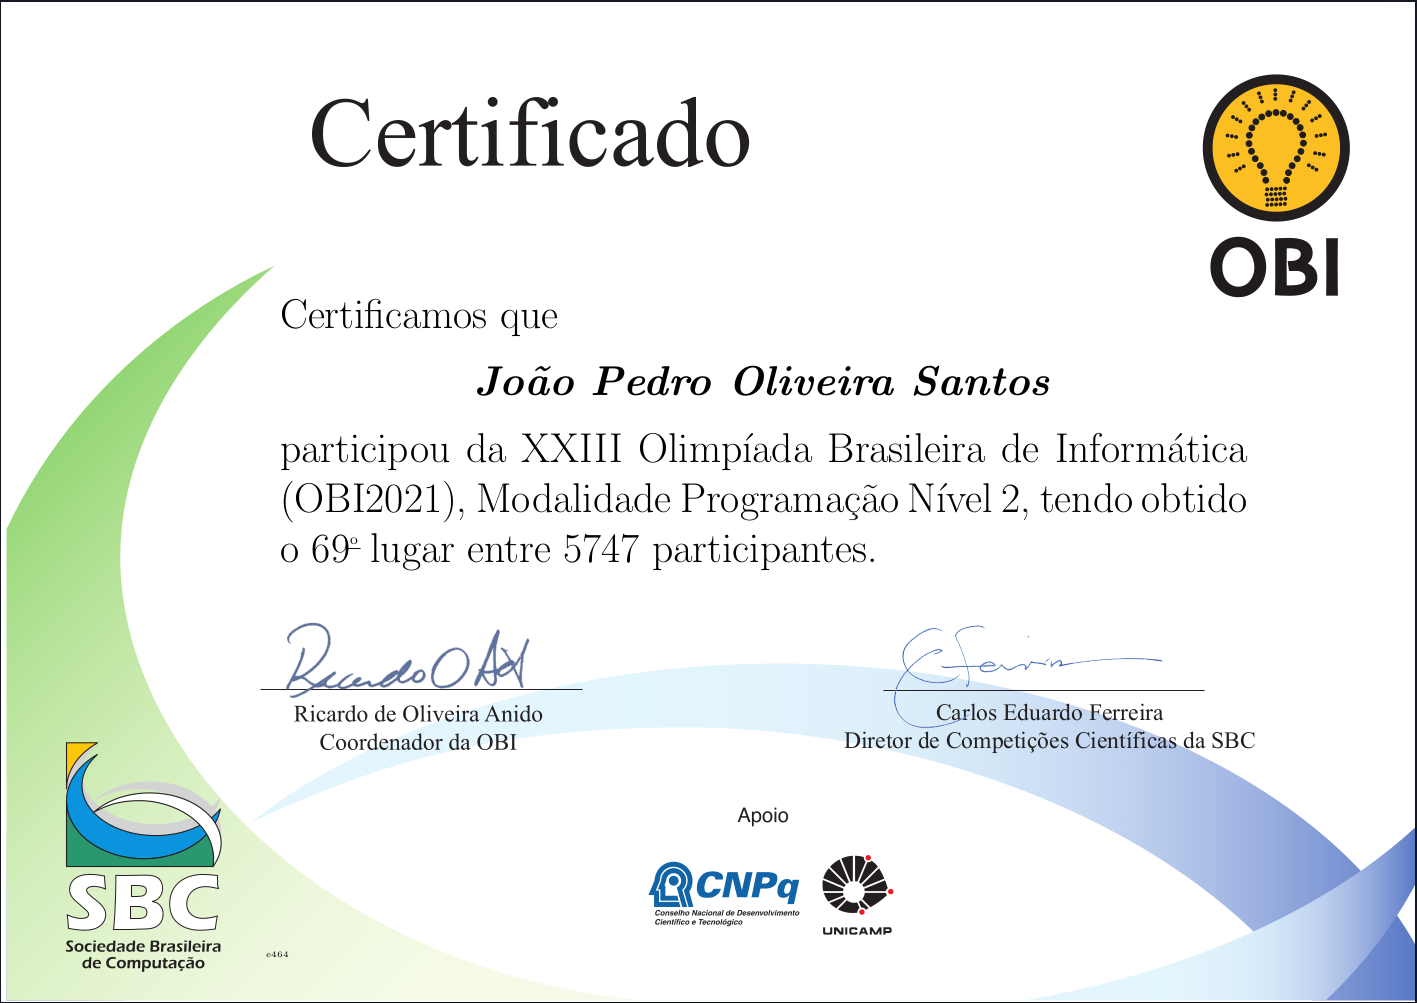 Certificado
OBI
Certificamos que
João Pedro Oliveira Santos
participou da XXIII Olimpíada Brasileira de Informática
(OBI2021), Modalidade Programação Nível 2, tendo obtido
o 69º lugar entre 5747 participantes.
Ricardo de Oliveira Anido
Coordenador da OBI
Carlos Eduardo Ferreira
Diretor de Competições Científicas da SBC
Apoio
CNPq
Conselho Nacional de Desenvolvimento
Científico e Tecnológico
UNICAMP
SBC
Sociedade Brasileira
de Computação
e464